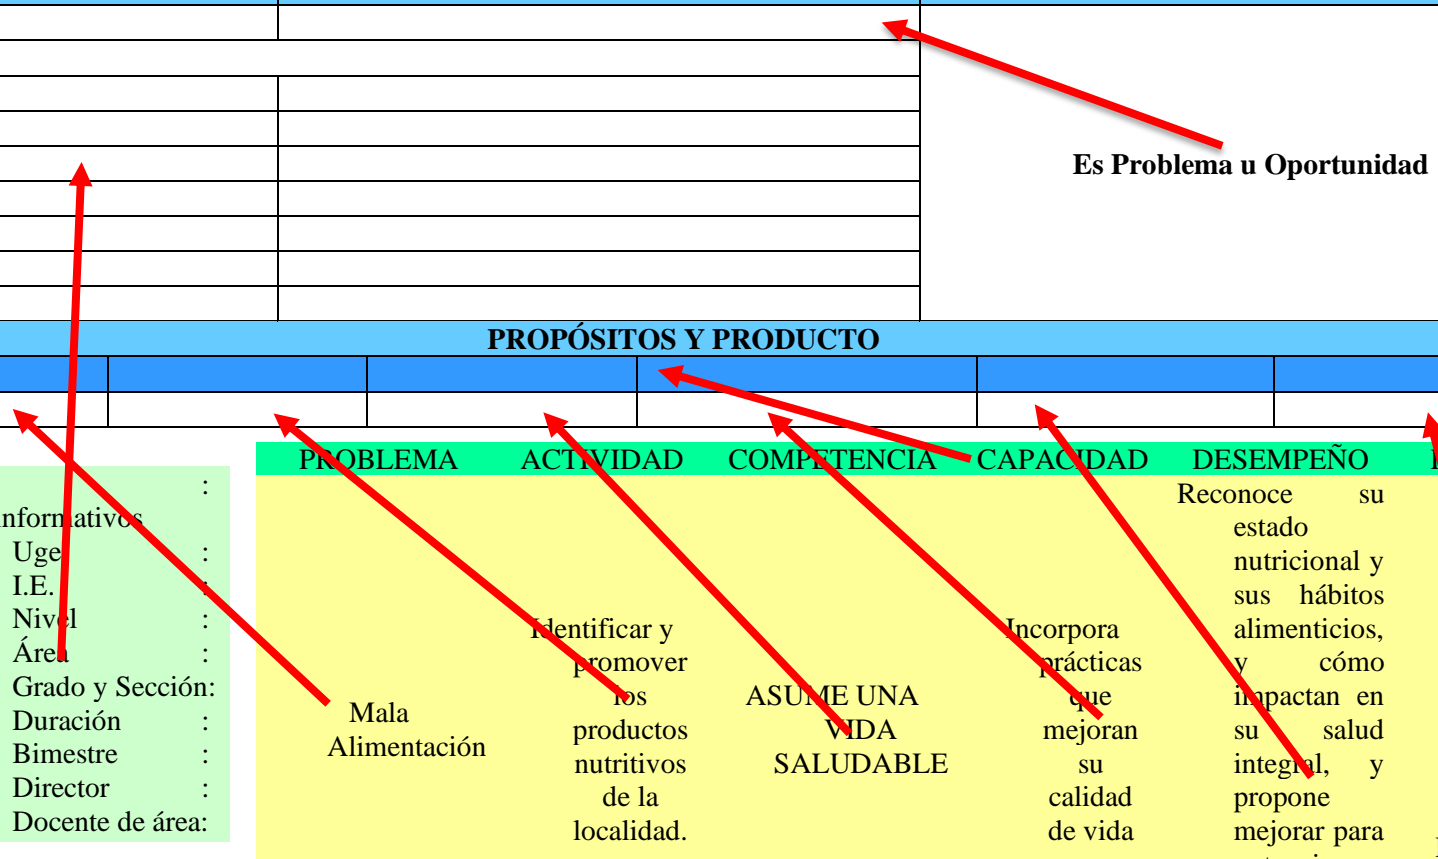 Es Problema u Oportunidad
PROPÓSITOS Y PRODUCTO
PROBLEMA ACTIVIDAD COMPETENCIA CAPACIDAD DESEMPEÑO
:
informativos
Ugel :
I.E. :
Nivel :
Área :
Grado y Sección:
Duración :
Bimestre :
Director :
Docente de área:
Mala
Alimentación
Identificar y
promover
los
productos
nutritivos
de la
localidad.
ASUME UNA
VIDA
SALUDABLE
Incorpora
prácticas
que
mejoran
su
calidad
de vida
Reconoce su
estado
nutricional y
sus hábitos
alimenticios,
y cómo
impactan en
su salud
integral, y
propone
mejorar para